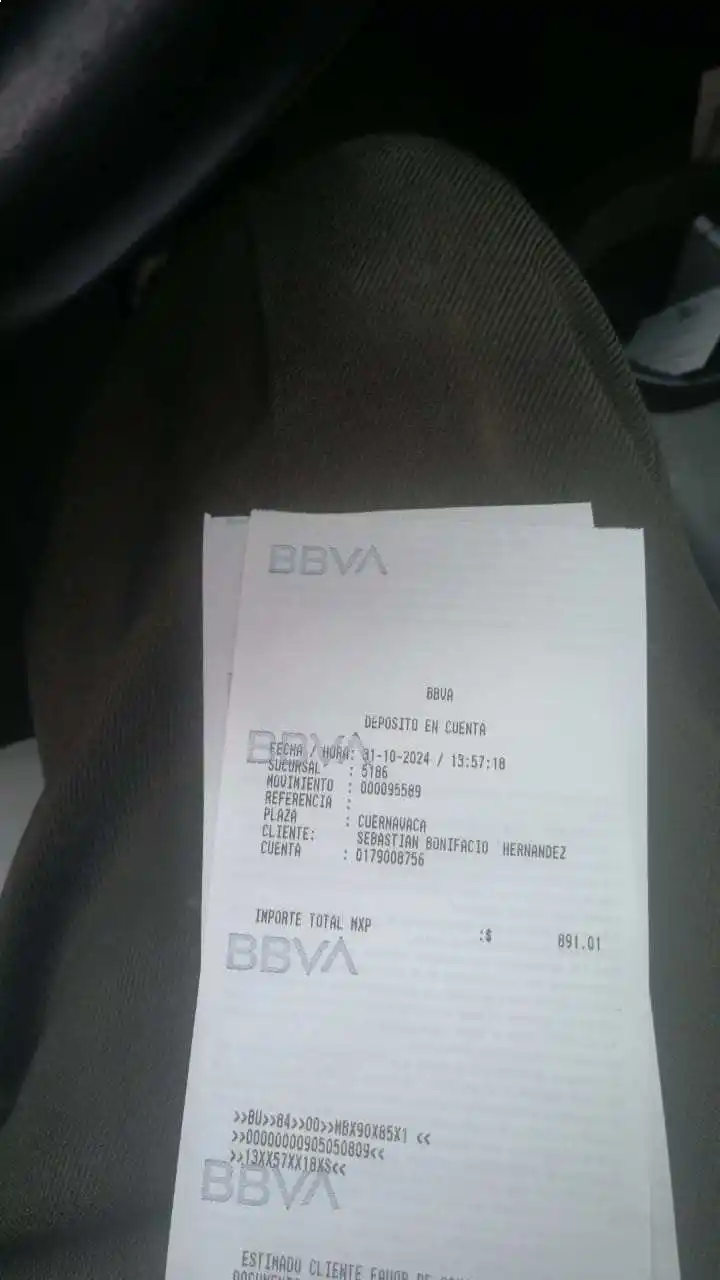 BBVA
BBVA
DEPOSITO EN CUENTA
BBVA
FECHA / HORA: 31-10-2024 / 13:57:18
SUCURSAL : 5186
MOVIMIENTO : 000095589
REFERENCIA :
PLAZA : CUERNAVACA
CLIENTE: SEBASTIAN BONIFACIO HERNANDEZ
CUENTA : 0179008756
IMPORTE TOTAL MXP :$ 891.01
BBVA
>>8U>>84>>00>>MBX90X85X1 <<
>>00000000905050809<<
>>13XX57XX18XS<<
BBVA
ESTIMADO CLIENTE FAVOR DE